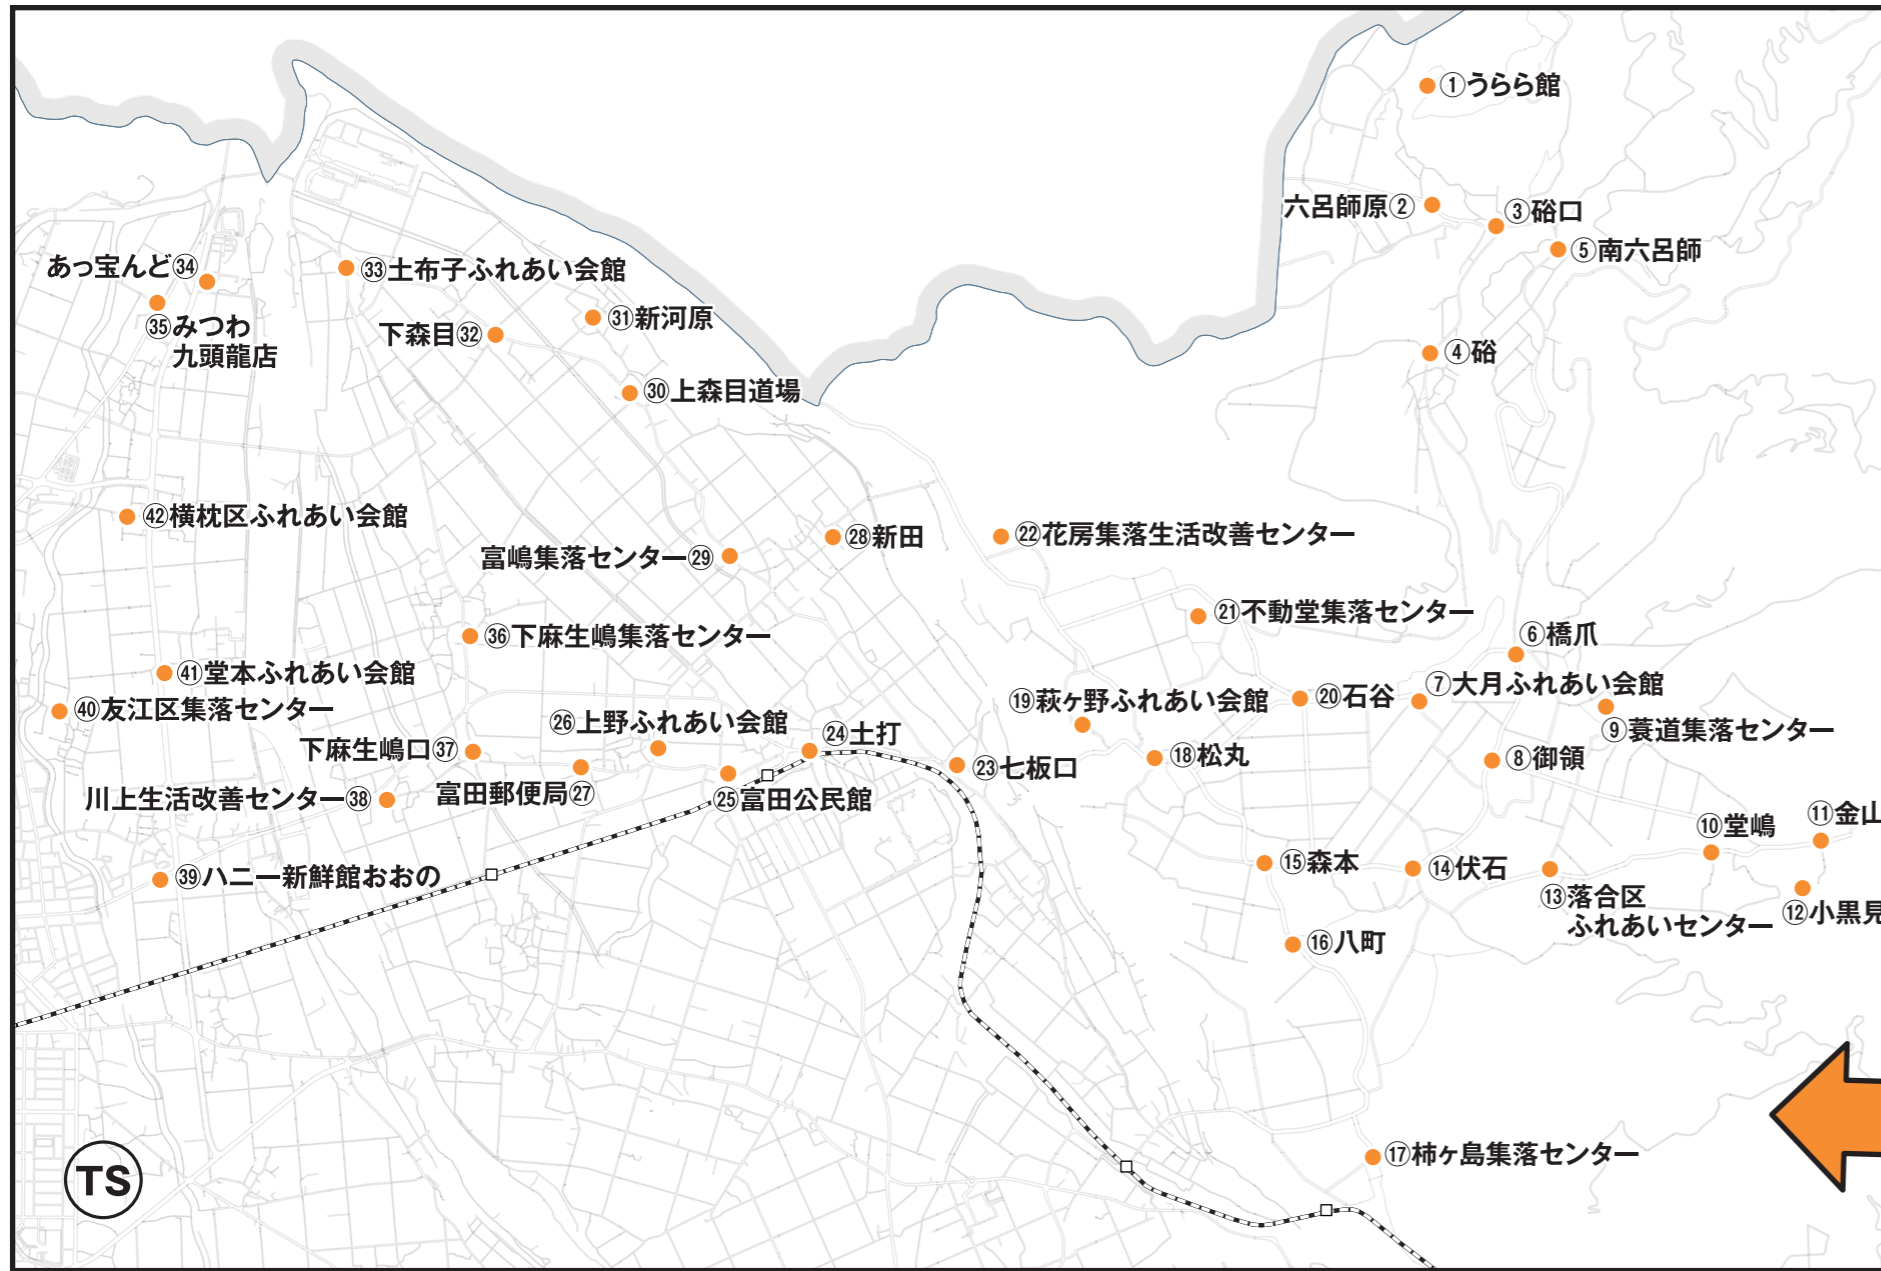 ①うらら館
六呂師原②
③硲口
⑤南六呂師
④硲
あっ宝んど㉞
㉟みつわ
九頭龍店
㉝土布子ふれあい会館
下森目㉜
㉛新河原
㉚上森目道場
㊷横枕区ふれあい会館
富嶋集落センター㉙
㉘新田
㉒花房集落生活改善センター
㊱下麻生嶋集落センター
㉑不動堂集落センター
⑥橋爪
㊶堂本ふれあい会館
㊵友江区集落センター
⑲萩ヶ野ふれあい会館
⑳石谷
⑦大月ふれあい会館
⑨蓑道集落センター
㉖上野ふれあい会館
㉔土打
下麻生嶋口㊲
富田郵便局㉗
㉕富田公民館
㉓七板口
⑱松丸
⑧御領
川上生活改善センター㊳
⑩堂嶋
⑪金山
㊴ハニー新鮮館おおの
⑮森本
⑭伏石
⑬落合区
ふれあいセンター
⑫小黒見
⑯八町
⑰柿ヶ島集落センター
TS